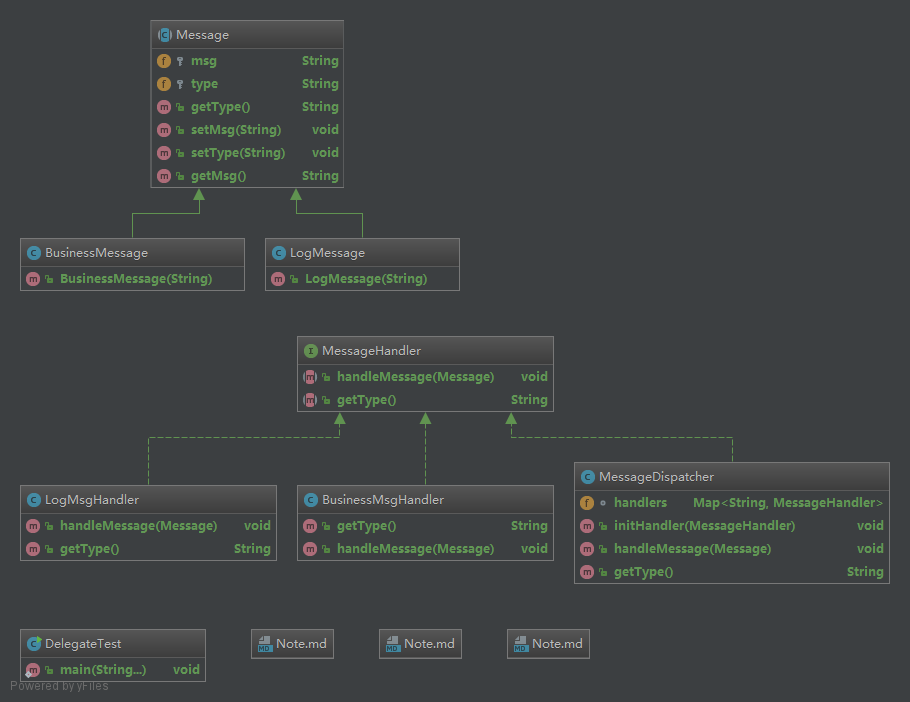 Message
msg String
type String
getType() String
setMsg(String) void
setType(String) void
getMsg() String
BusinessMessage
BusinessMessage(String)
LogMessage
LogMessage(String)
MessageHandler
handleMessage(Message) void
getType() String
LogMsgHandler
handleMessage(Message) void
getType() String
BusinessMsgHandler
getType() String
handleMessage(Message) void
MessageDispatcher
handlers Map<String, MessageHandler>
initHandler(MessageHandler) void
handleMessage(Message) void
getType() String
DelegateTest
main(String...) void
Note.md
Note.md
Note.md
Powered by yFiles